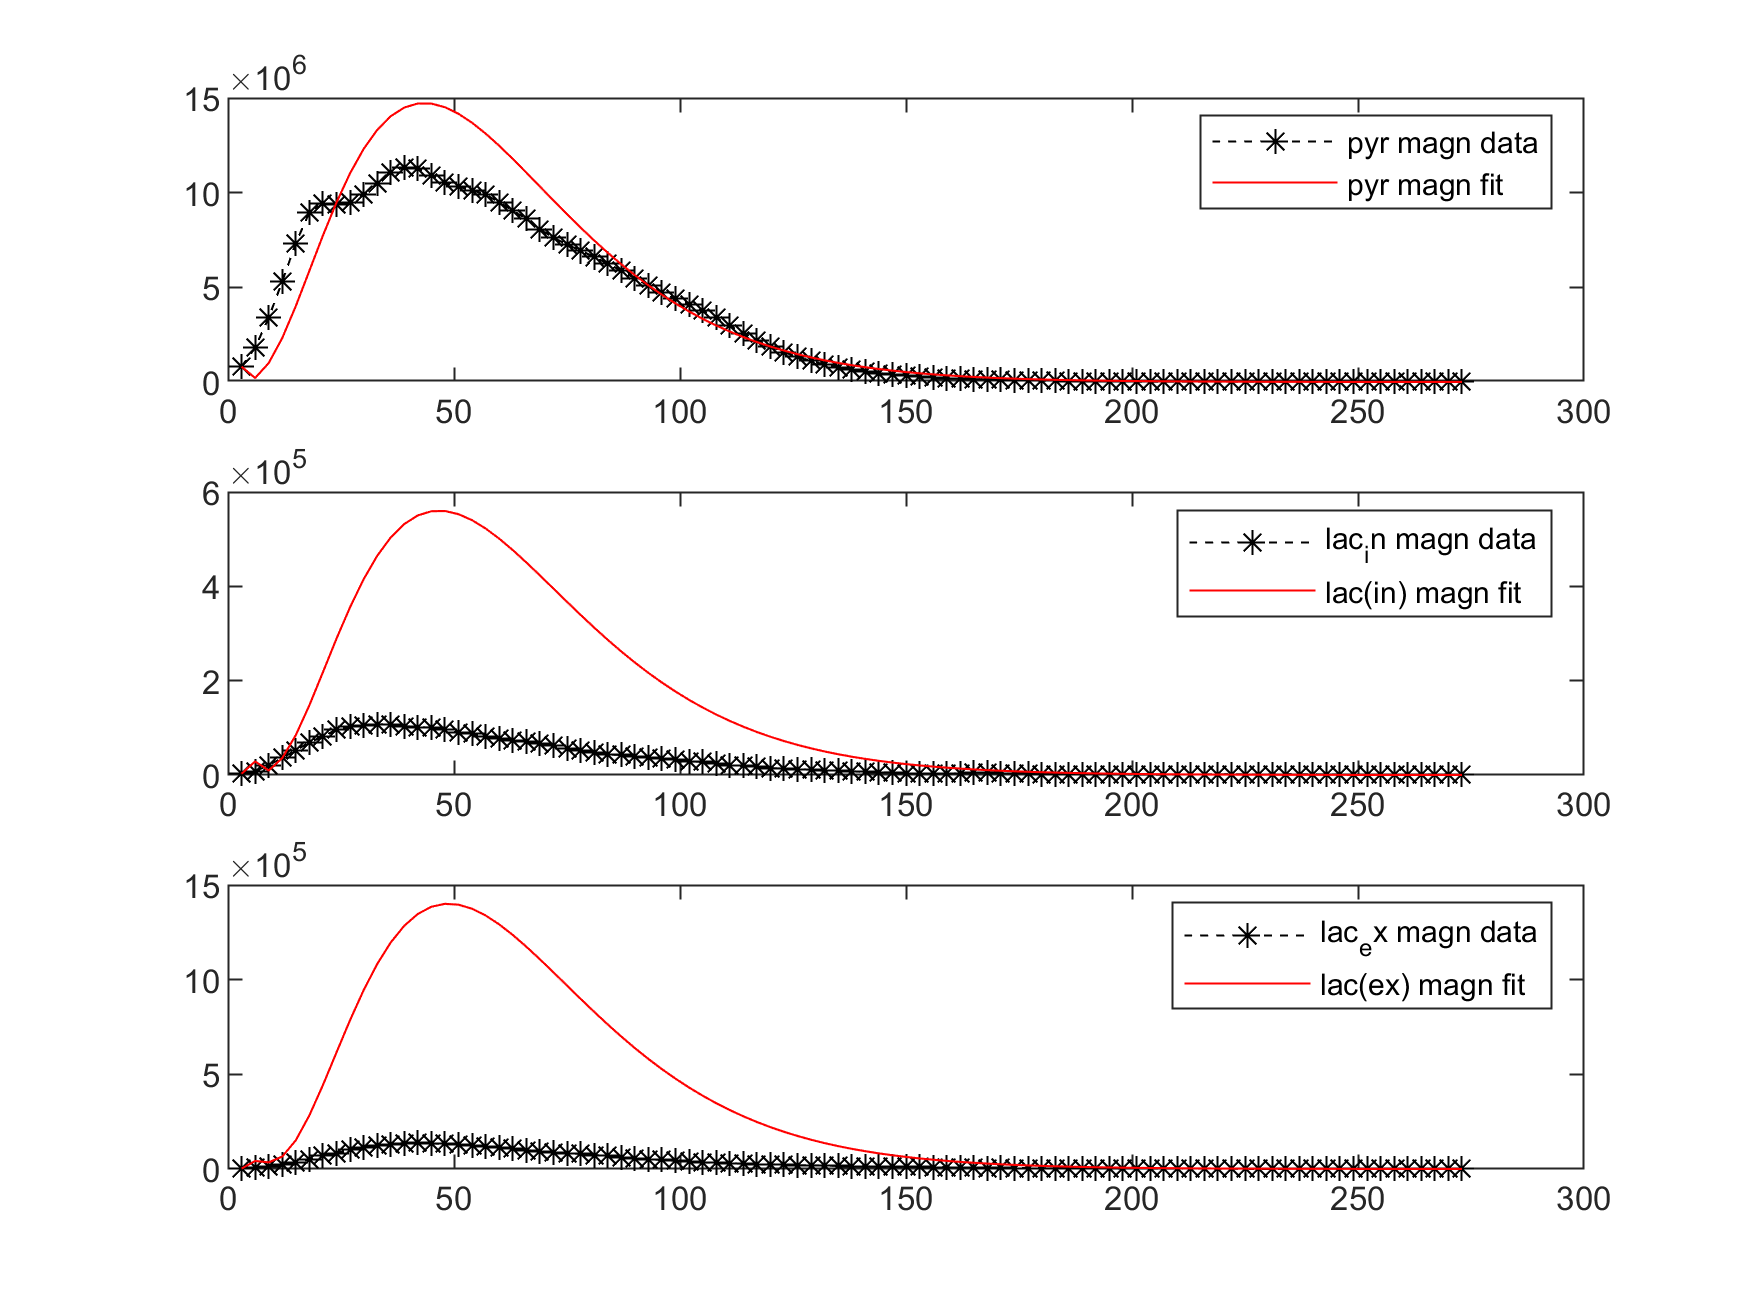 ×10^6
15
10
5
0
0 50 100 150 200 250 300
pyr magn data
pyr magn fit
×10^5
6
4
2
0
0 50 100 150 200 250 300
lac_in magn data
lac(in) magn fit
×10^5
15
10
5
0
0 50 100 150 200 250 300
lac_ex magn data
lac(ex) magn fit